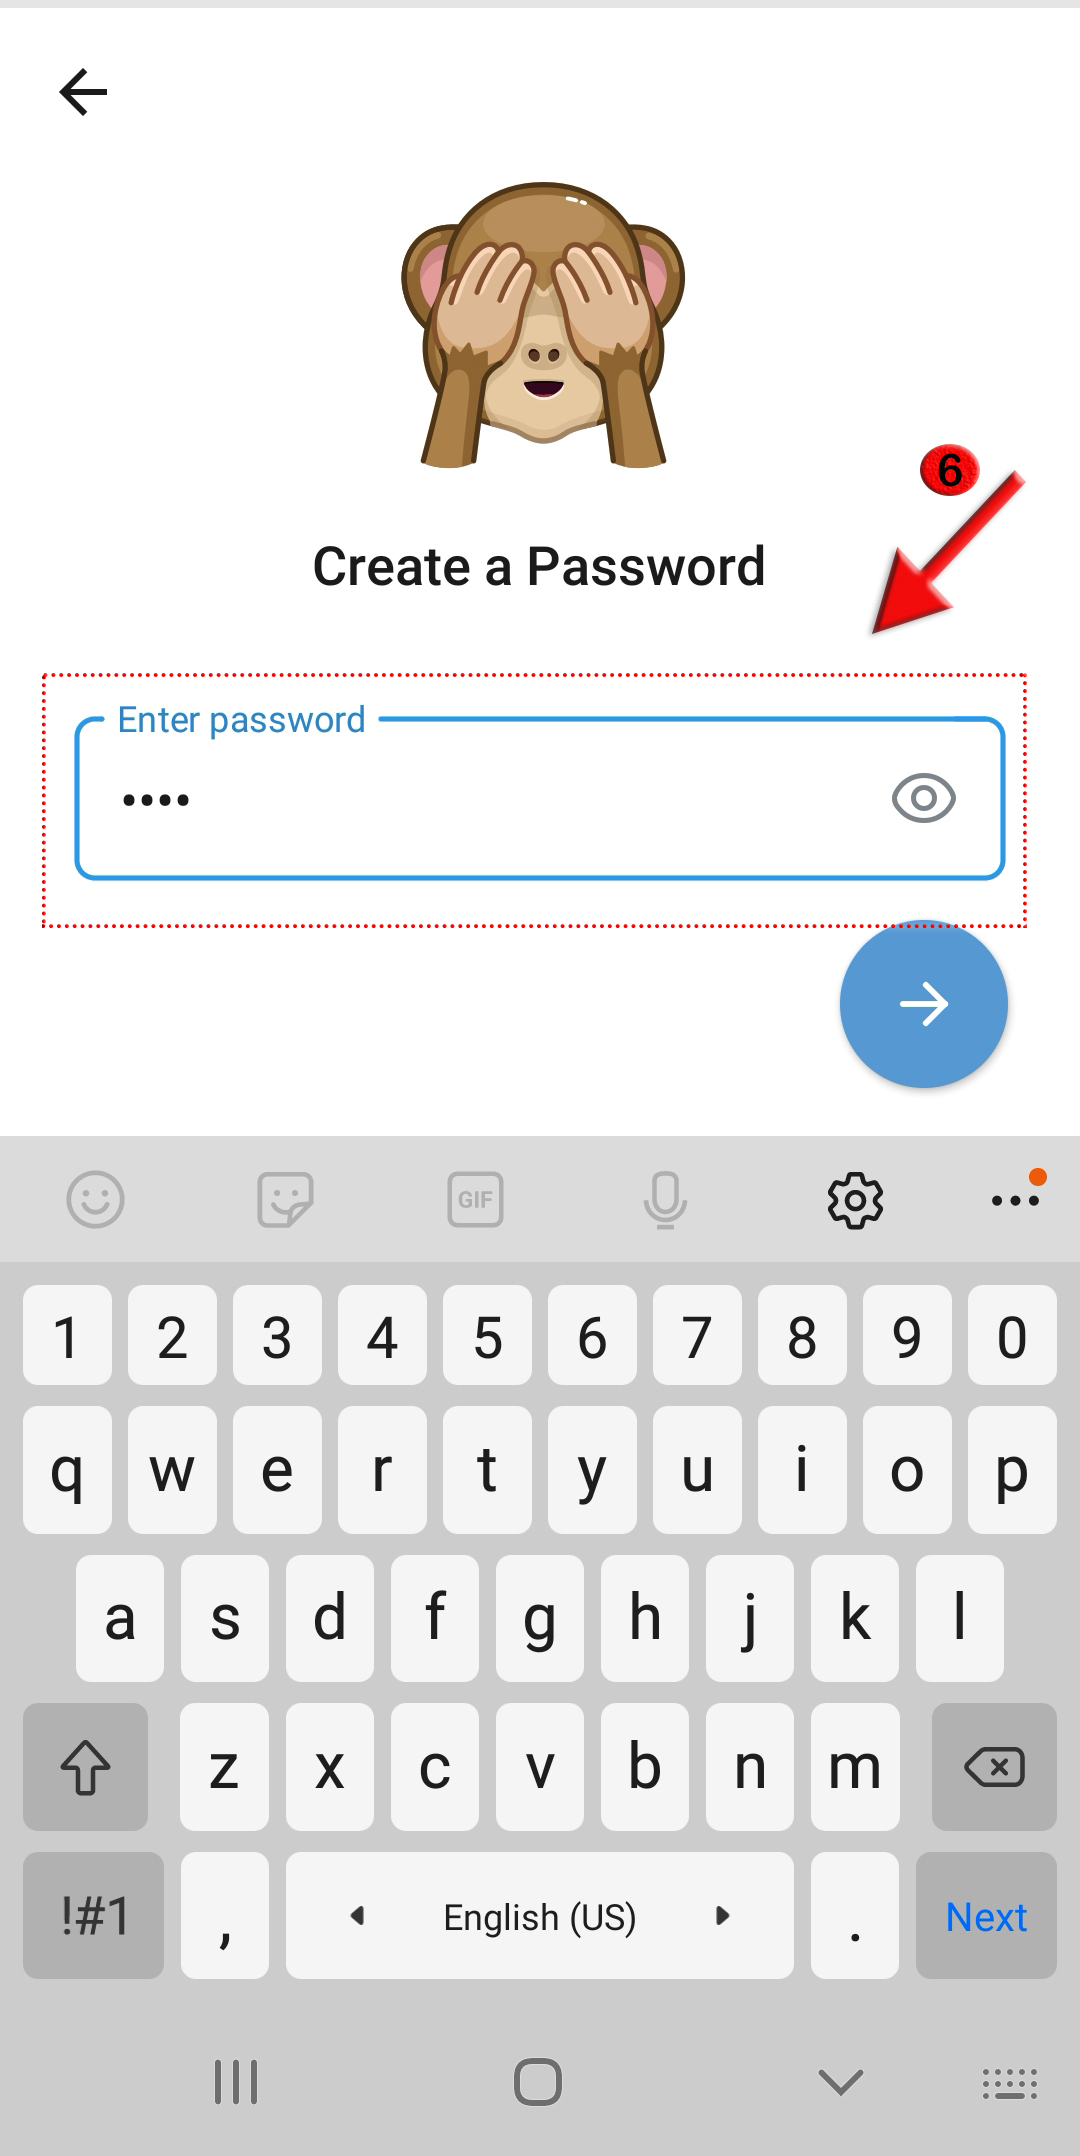 6
Create a Password
Enter password
••••
GIF
1 2 3 4 5 6 7 8 9 0
q w e r t y u i o p
a s d f g h j k l
z x c v b n m
!#1 , English (US) . Next